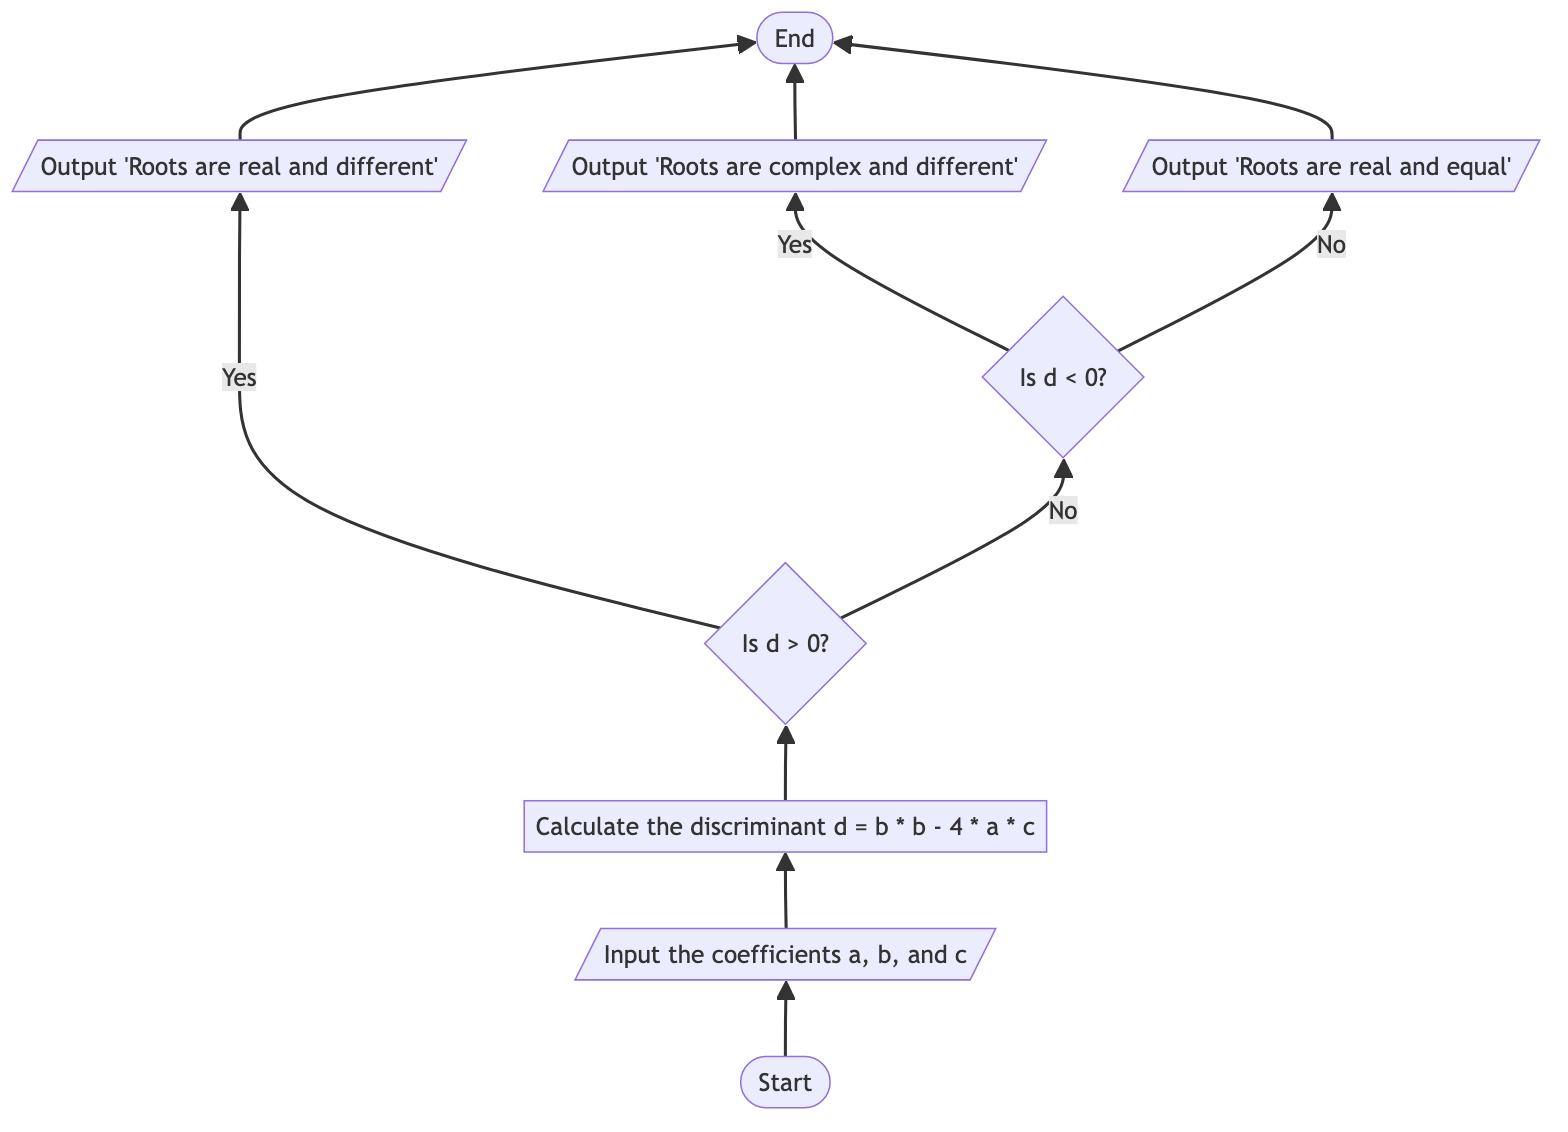 End
Output 'Roots are real and different'
Output 'Roots are complex and different'
Output 'Roots are real and equal'
Yes
No
Yes
Is d < 0?
No
Is d > 0?
Calculate the discriminant d = b * b - 4 * a * c
Input the coefficients a, b, and c
Start